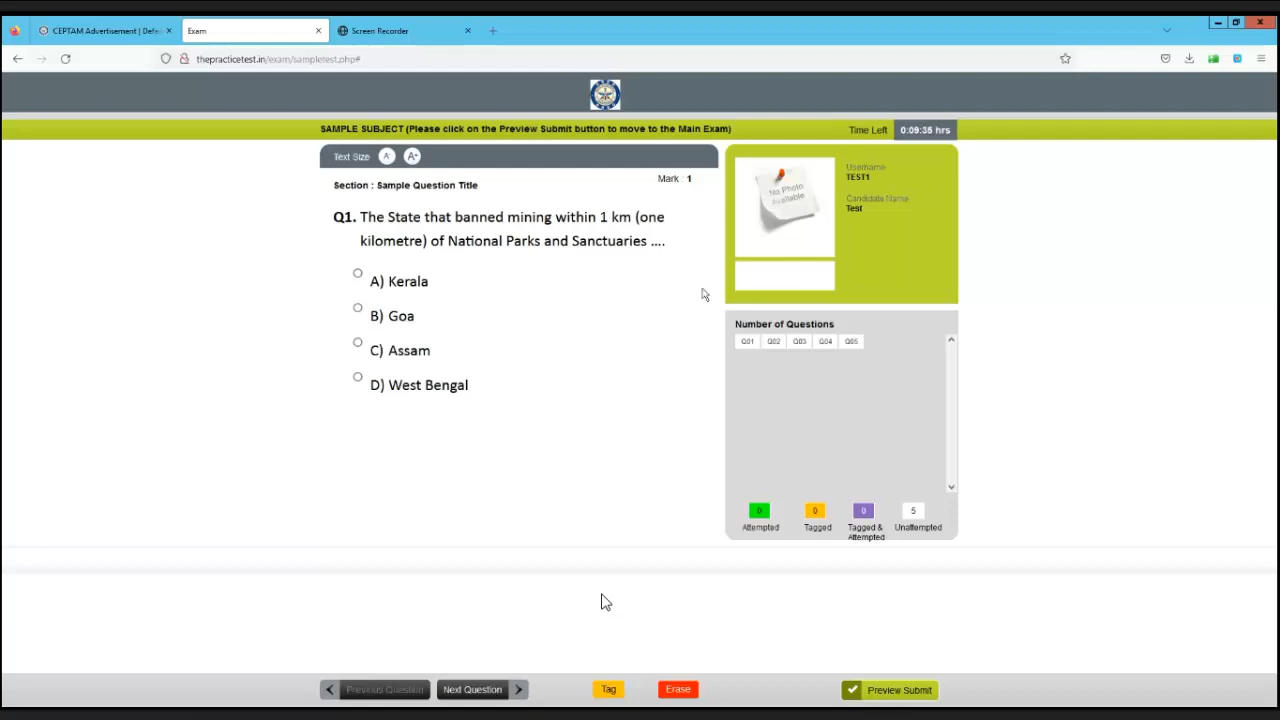 CEPTAM Advertisement | Defe
Exam
Screen Recorder
thepracticetest.in/exam/sampletest.php#
SAMPLE SUBJECT (Please click on the Preview Submit button to move to the Main Exam)
Time Left 0:09:35 hrs
Text Size A- A+
Mark : 1
Section : Sample Question Title
Q1. The State that banned mining within 1 km (one
kilometre) of National Parks and Sanctuaries ....
A) Kerala
B) Goa
C) Assam
D) West Bengal
No Photo
Available
Username
TEST1
Candidate Name
Test
Number of Questions
Q01 Q02 Q03 Q04 Q05
0 0 0 5
Attempted Tagged Tagged & Unattempted
Attempted
Previous Question Next Question Tag Erase Preview Submit